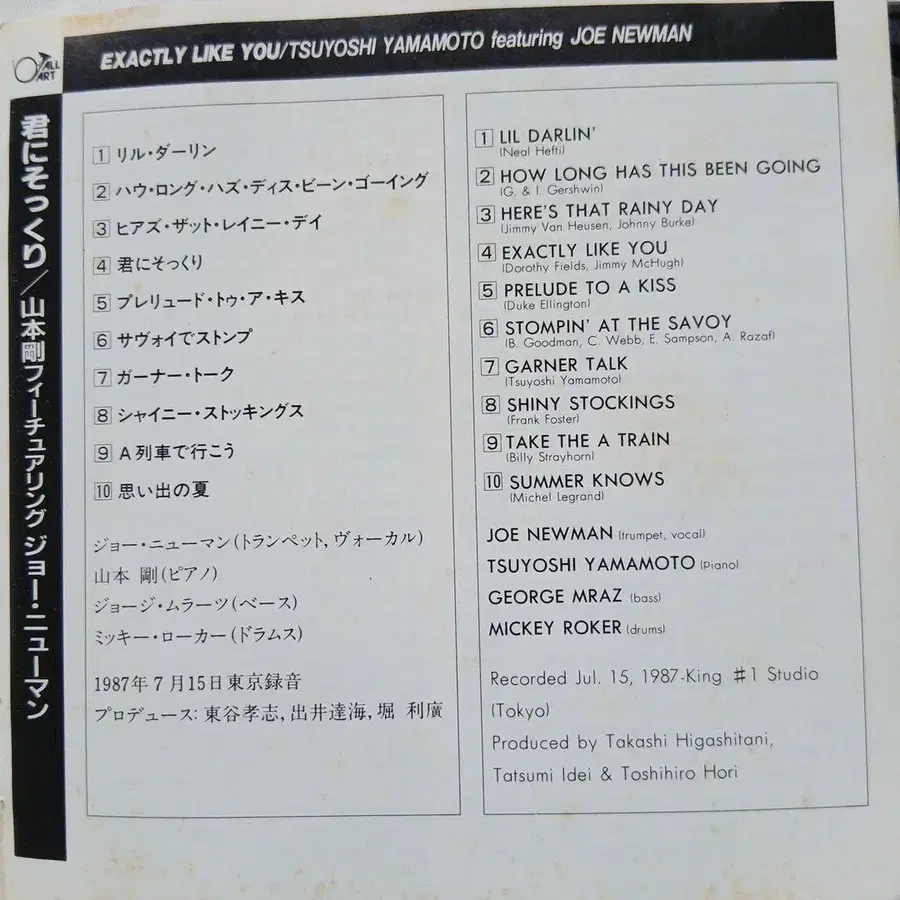 ALL
ART
EXACTLY LIKE YOU/TSUYOSHI YAMAMOTO featuring JOE NEWMAN
君にそっくり/山本剛フィーチュアリング ジョー・ニューマン
1 リル・ダーリン
2 ハウ・ロング・ハズ・ディス・ビーン・ゴーイング
3 ヒアズ・ザット・レイニー・デイ
4 君にそっくり
5 プレリュード・トゥ・ア・キス
6 サヴォイでストンプ
7 ガーナー・トーク
8 シャイニー・ストッキングス
9 A列車で行こう
10 思い出の夏
ジョー・ニューマン(トランペット, ヴォーカル)
山本 剛(ピアノ)
ジョージ・ムラーツ(ベース)
ミッキー・ローカー(ドラムス)
1987年7月15日東京録音
プロデュース: 東谷孝志, 出井達海, 堀 利廣
1 LIL DARLIN'
(Neal Hefti)
2 HOW LONG HAS THIS BEEN GOING
(G. & I. Gershwin)
3 HERE'S THAT RAINY DAY
(Jimmy Van Heusen, Johnny Burke)
4 EXACTLY LIKE YOU
(Dorothy Fields, Jimmy McHugh)
5 PRELUDE TO A KISS
(Duke Ellington)
6 STOMPIN' AT THE SAVOY
(B. Goodman, C. Webb, E. Sampson, A. Razaf)
7 GARNER TALK
(Tsuyoshi Yamamoto)
8 SHINY STOCKINGS
(Frank Foster)
9 TAKE THE A TRAIN
(Billy Strayhorn)
10 SUMMER KNOWS
(Michel Legrand)
JOE NEWMAN (trumpet, vocal)
TSUYOSHI YAMAMOTO (piano)
GEORGE MRAZ (bass)
MICKEY ROKER (drums)
Recorded Jul. 15, 1987-King #1 Studio
(Tokyo)
Produced by Takashi Higashitani,
Tatsumi Idei & Toshihiro Hori